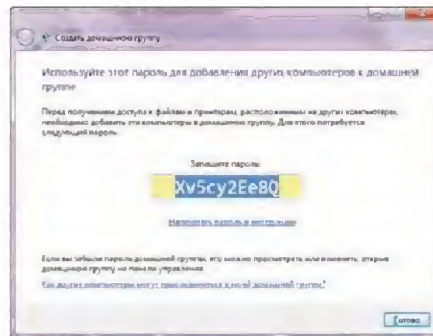 Создать домашнюю группу
Используйте этот пароль для добавления других компьютеров к домашней
группе
Перед получением доступа к файлам и принтерам, расположенным на других компьютерах,
необходимо добавить эти компьютеры в домашнюю группу. Для этого потребуется
следующий пароль.
Запишите пароль:
Xv5cy2Ee8Q
Напечатать пароль и инструкции
Если вы забыли пароль домашней группы, его можно просмотреть или изменить, открыв
домашнюю группу на панели управления.
Как другие компьютеры могут присоединиться к моей домашней группе?
Готово